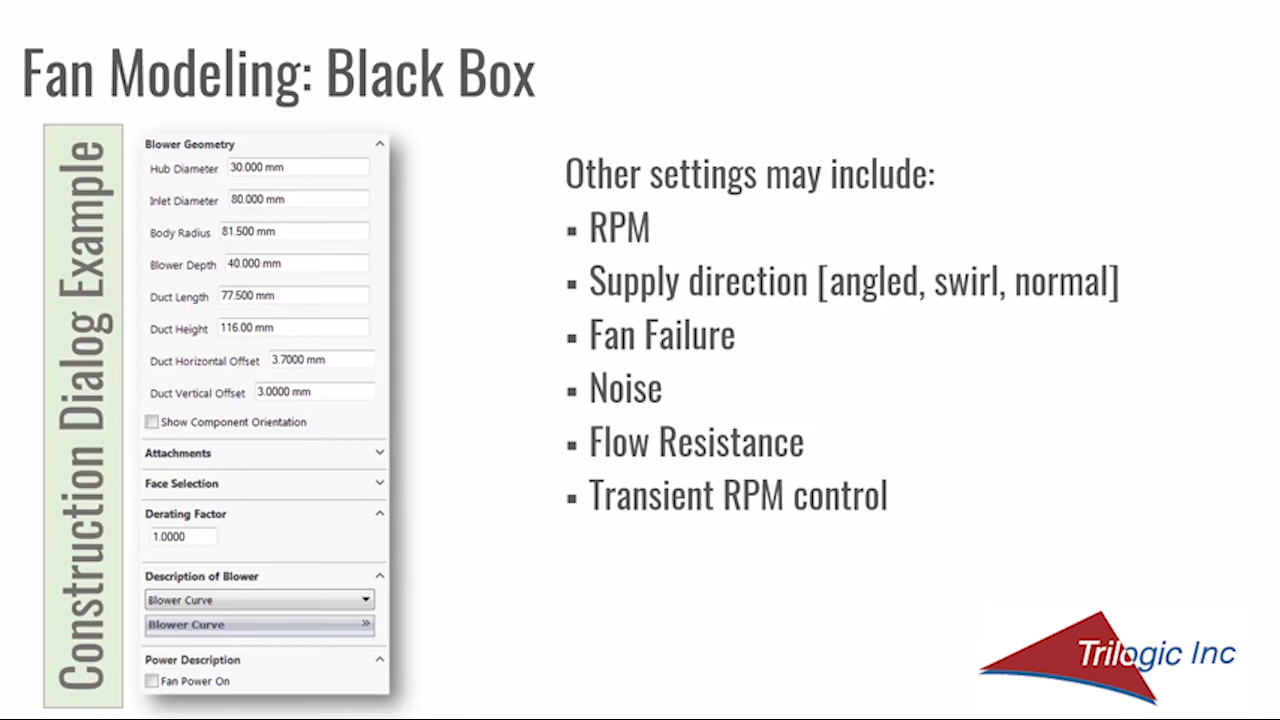 Fan Modeling: Black Box
Construction Dialog Example
Blower Geometry
Hub Diameter 30.000 mm
Inlet Diameter 80.000 mm
Body Radius 81.500 mm
Blower Depth 40.000 mm
Duct Length 77.500 mm
Duct Height 116.00 mm
Duct Horizontal Offset 3.7000 mm
Duct Vertical Offset 3.0000 mm
Show Component Orientation
Attachments
Face Selection
Derating Factor
1.0000
Description of Blower
Blower Curve
Blower Curve »
Power Description
Fan Power On
Other settings may include:
▪ RPM
▪ Supply direction [angled, swirl, normal]
▪ Fan Failure
▪ Noise
▪ Flow Resistance
▪ Transient RPM control
Trilogic Inc